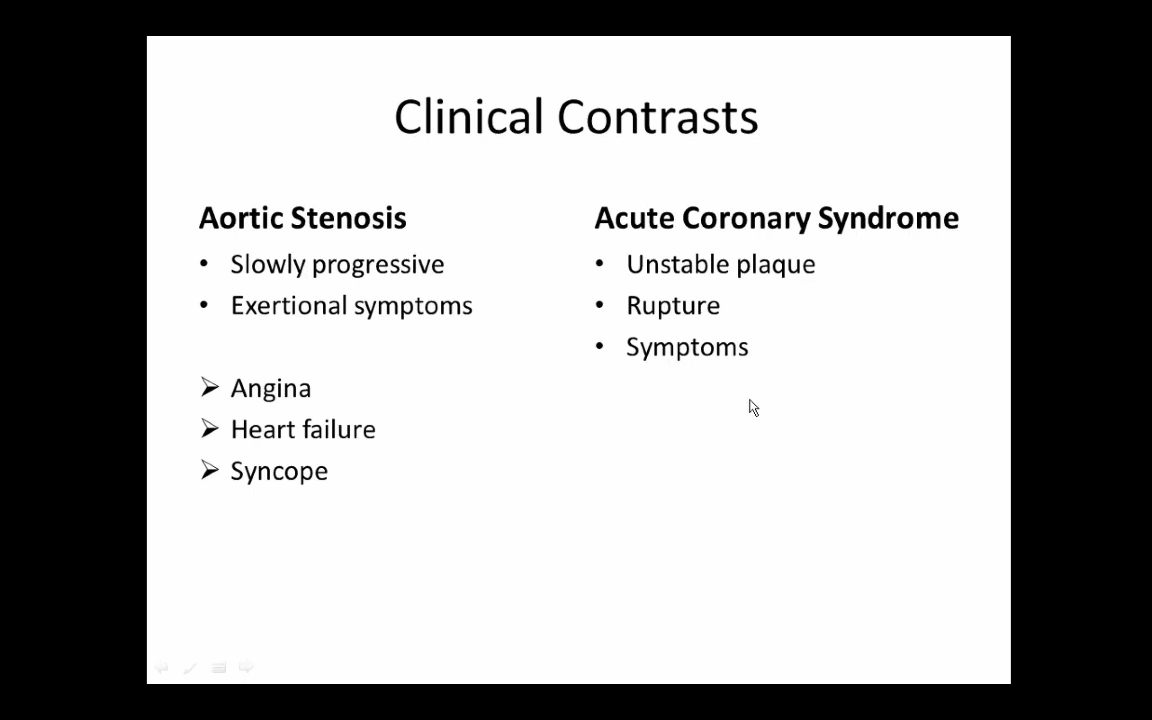 Clinical Contrasts
Aortic Stenosis
• Slowly progressive
• Exertional symptoms
➢ Angina
➢ Heart failure
➢ Syncope
Acute Coronary Syndrome
• Unstable plaque
• Rupture
• Symptoms